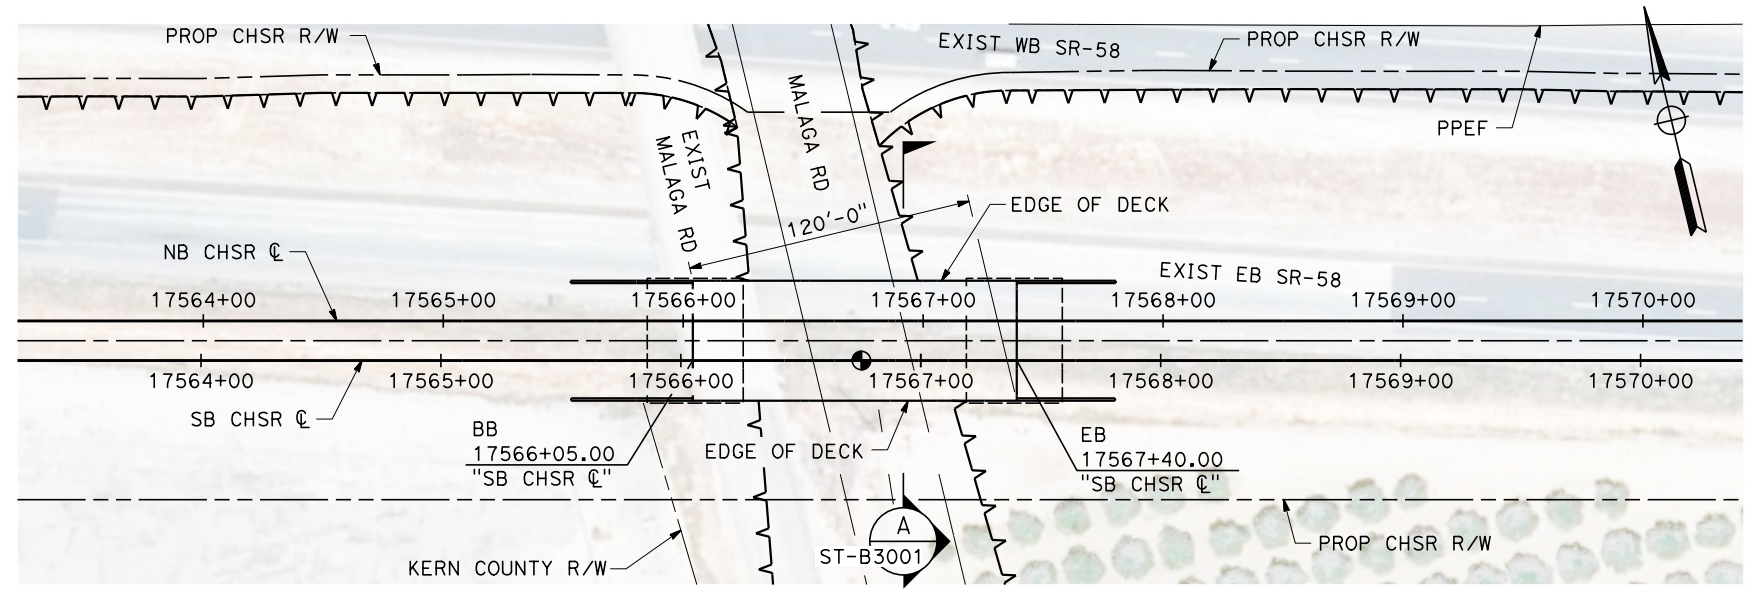 PROP CHSR R/W
EXIST WB SR-58
PROP CHSR R/W
PPEF
MALAGA RD
EXIST
MALAGA RD
120'-0"
EDGE OF DECK
NB CHSR ℄
EXIST EB SR-58
17564+00 17565+00 17566+00 17567+00 17568+00 17569+00 17570+00
17564+00 17565+00 17566+00 17567+00 17568+00 17569+00 17570+00
SB CHSR ℄
BB
17566+05.00
"SB CHSR ℄"
EDGE OF DECK
EB
17567+40.00
"SB CHSR ℄"
A
ST-B3001
KERN COUNTY R/W
PROP CHSR R/W